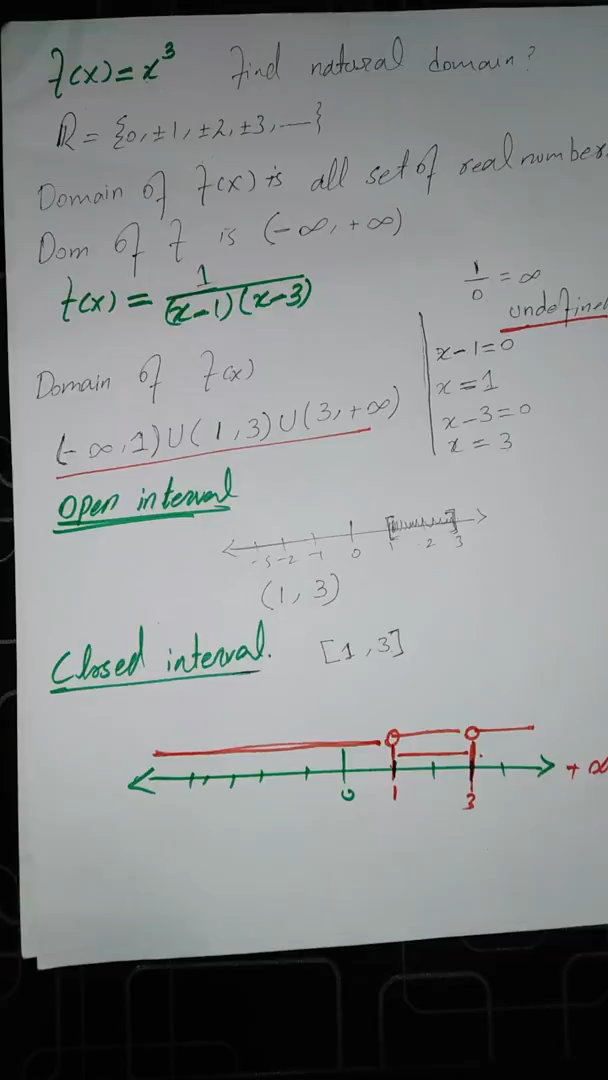 f(x) = x³ Find natural domain?
R = {0, ±1, ±2, ±3, —}
Domain of f(x) is all set of real number.
Dom of f is (-∞, +∞)
f(x) = 1/(x-1)(x-3)
1/0 = ∞
undefined
x-1=0
x = 1
x-3=0
x = 3
Domain of f(x)
(-∞,1)∪(1,3)∪(3,+∞)
Open interval
-3 -2 -1 0 1 2 3
(1, 3)
Closed interval. [1, 3]
0 1 3 +∞